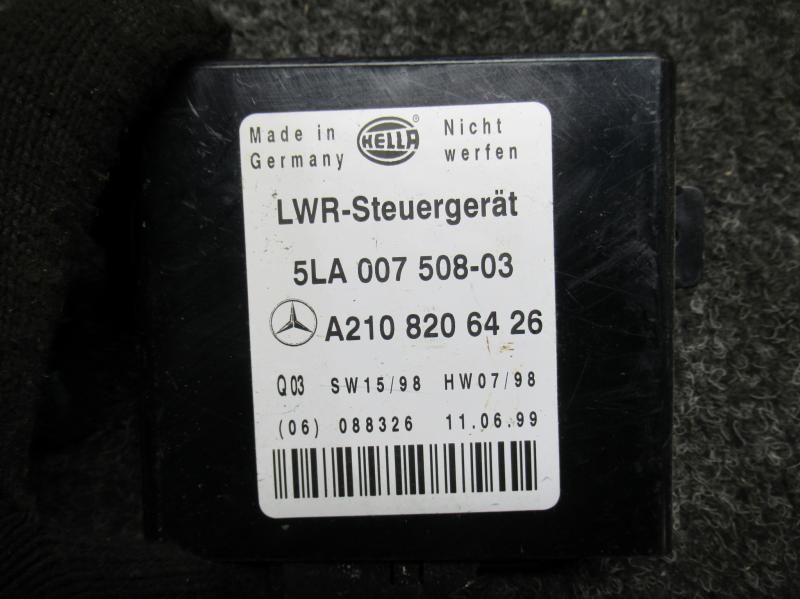 Made in HELLA® Nicht
Germany werfen
LWR-Steuergerät
5LA 007 508-03
A210 820 64 26
Q03 SW15/98 HW07/98
(06) 088326 11.06.99